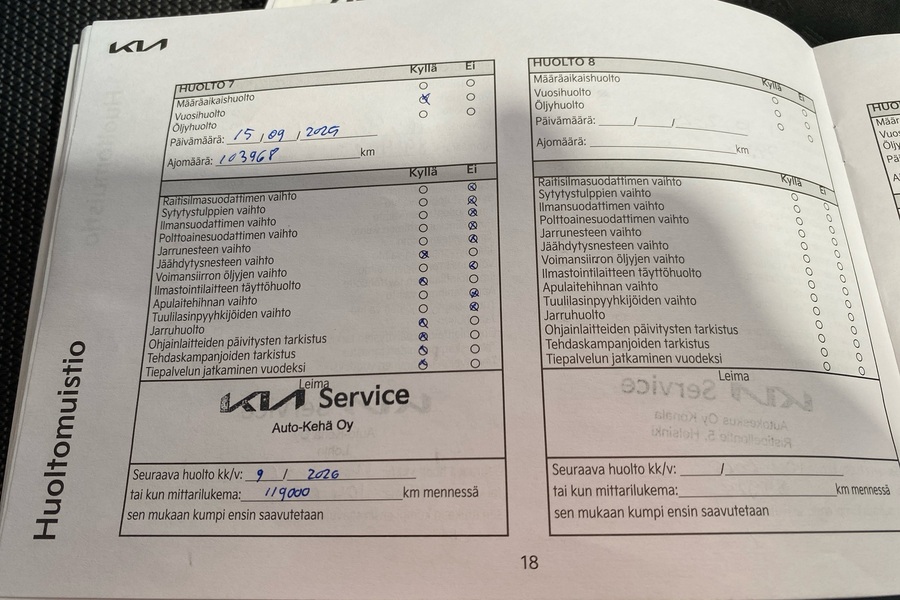 KIA
HUOLTO 7 Kyllä Ei
Määräaikaishuolto
Vuosihuolto
Öljyhuolto
Päivämäärä: 15 / 09 / 2025
Ajomäärä: 103968 km
Kyllä Ei
Raitisilmasuodattimen vaihto
Sytytystulppien vaihto
Ilmansuodattimen vaihto
Polttoainesuodattimen vaihto
Jarrunesteen vaihto
Jäähdytysnesteen vaihto
Voimansiirron öljyjen vaihto
Ilmastointilaitteen täyttöhuolto
Apulaitehihnan vaihto
Tuulilasinpyyhkijöiden vaihto
Jarruhuolto
Ohjainlaitteiden päivitysten tarkistus
Tehdaskampanjoiden tarkistus
Tiepalvelun jatkaminen vuodeksi
Leima
KIA Service
Auto-Kehä Oy
Seuraava huolto kk/v: 9 / 2026
tai kun mittarilukema: 119000 km mennessä
sen mukaan kumpi ensin saavutetaan
HUOLTO 8 Kyllä Ei
Määräaikaishuolto
Vuosihuolto
Öljyhuolto
Päivämäärä: / /
Ajomäärä: km
Kyllä Ei
Raitisilmasuodattimen vaihto
Sytytystulppien vaihto
Ilmansuodattimen vaihto
Polttoainesuodattimen vaihto
Jarrunesteen vaihto
Jäähdytysnesteen vaihto
Voimansiirron öljyjen vaihto
Ilmastointilaitteen täyttöhuolto
Apulaitehihnan vaihto
Tuulilasinpyyhkijöiden vaihto
Jarruhuolto
Ohjainlaitteiden päivitysten tarkistus
Tehdaskampanjoiden tarkistus
Tiepalvelun jatkaminen vuodeksi
Leima
Seuraava huolto kk/v: /
tai kun mittarilukema: km mennessä
sen mukaan kumpi ensin saavutetaan
Huoltomuistio
18